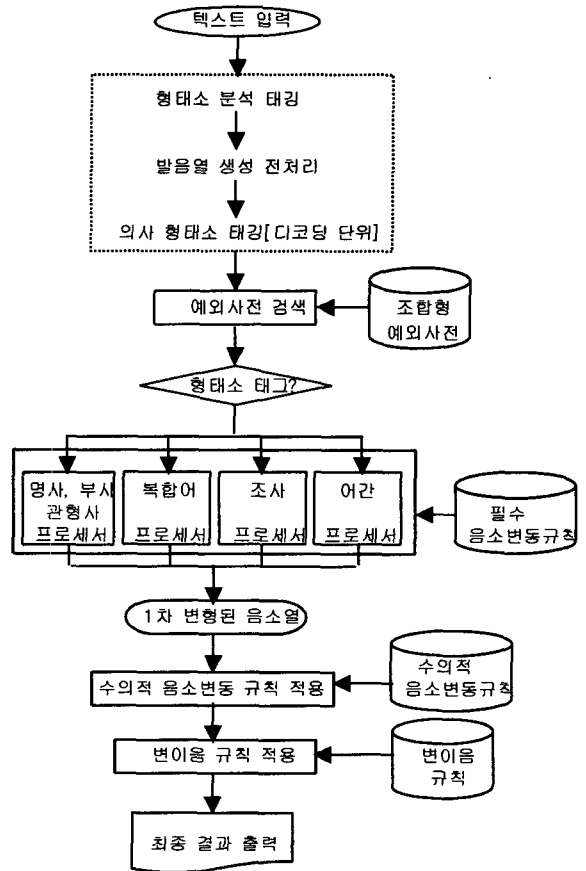 텍스트 입력
형태소 분석 태깅
발음열 생성 전처리
의사 형태소 태깅[디코딩 단위]
예외사전 검색
조합형
예외사전
형태소 태그?
명사, 부사
관형사
프로세서
복합어
프로세서
조사
프로세서
어간
프로세서
필수
음소변동규칙
1차 변형된 음소열
수의적 음소변동 규칙 적용
수의적
음소변동규칙
변이음 규칙 적용
변이음
규칙
최종 결과 출력